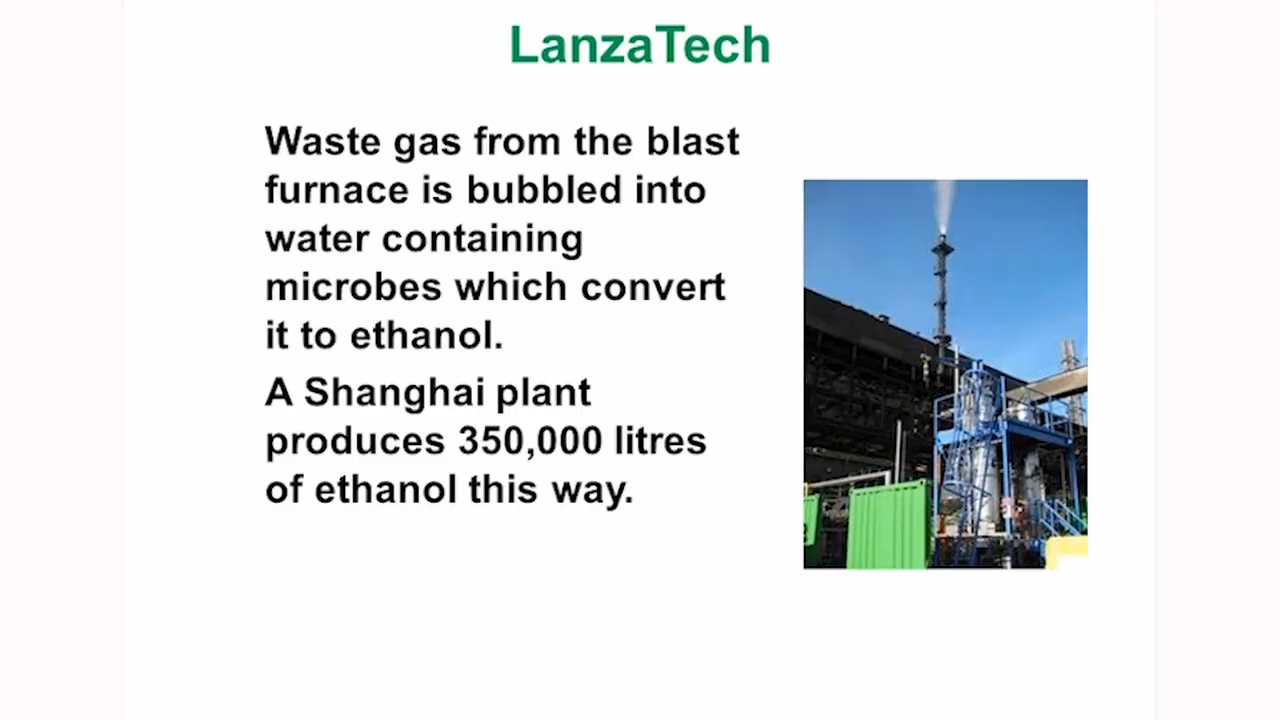 LanzaTech
Waste gas from the blast
furnace is bubbled into
water containing
microbes which convert
it to ethanol.
A Shanghai plant
produces 350,000 litres
of ethanol this way.